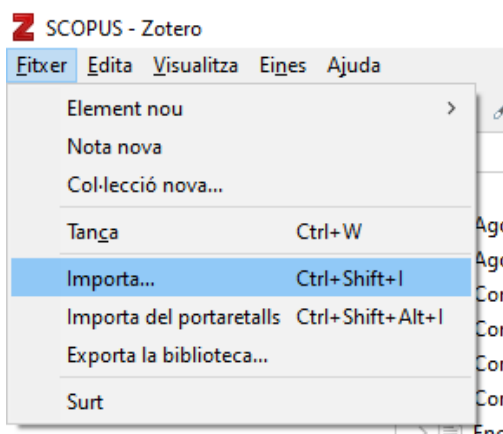 Z SCOPUS - Zotero
Fitxer Edita Visualitza Eines Ajuda
Element nou >
Nota nova
Col·lecció nova...
Tanca Ctrl+W
Importa... Ctrl+Shift+I
Importa del portaretalls Ctrl+Shift+Alt+I
Exporta la biblioteca...
Surt